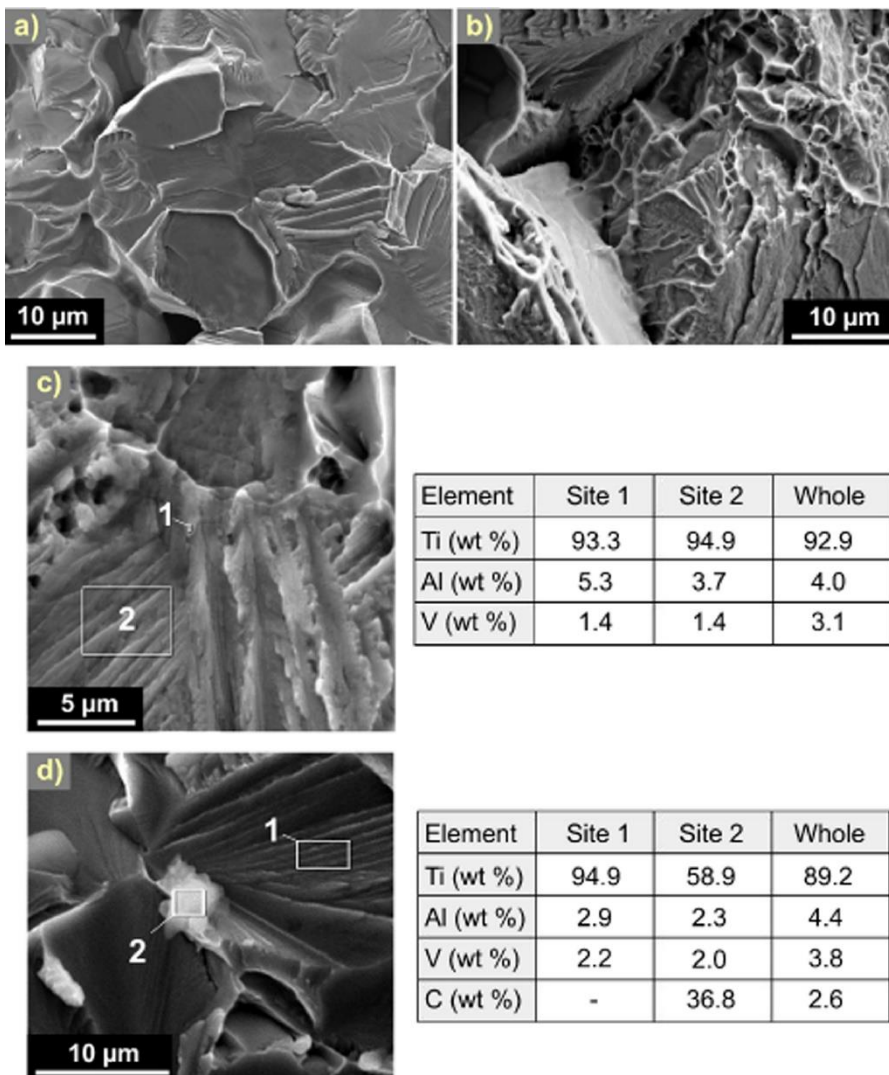 a)
b)
10 µm
10 µm
c)
1
2
5 µm
Element Site 1 Site 2 Whole
Ti (wt %) 93.3 94.9 92.9
Al (wt %) 5.3 3.7 4.0
V (wt %) 1.4 1.4 3.1
d)
1
2
10 µm
Element Site 1 Site 2 Whole
Ti (wt %) 94.9 58.9 89.2
Al (wt %) 2.9 2.3 4.4
V (wt %) 2.2 2.0 3.8
C (wt %) - 36.8 2.6